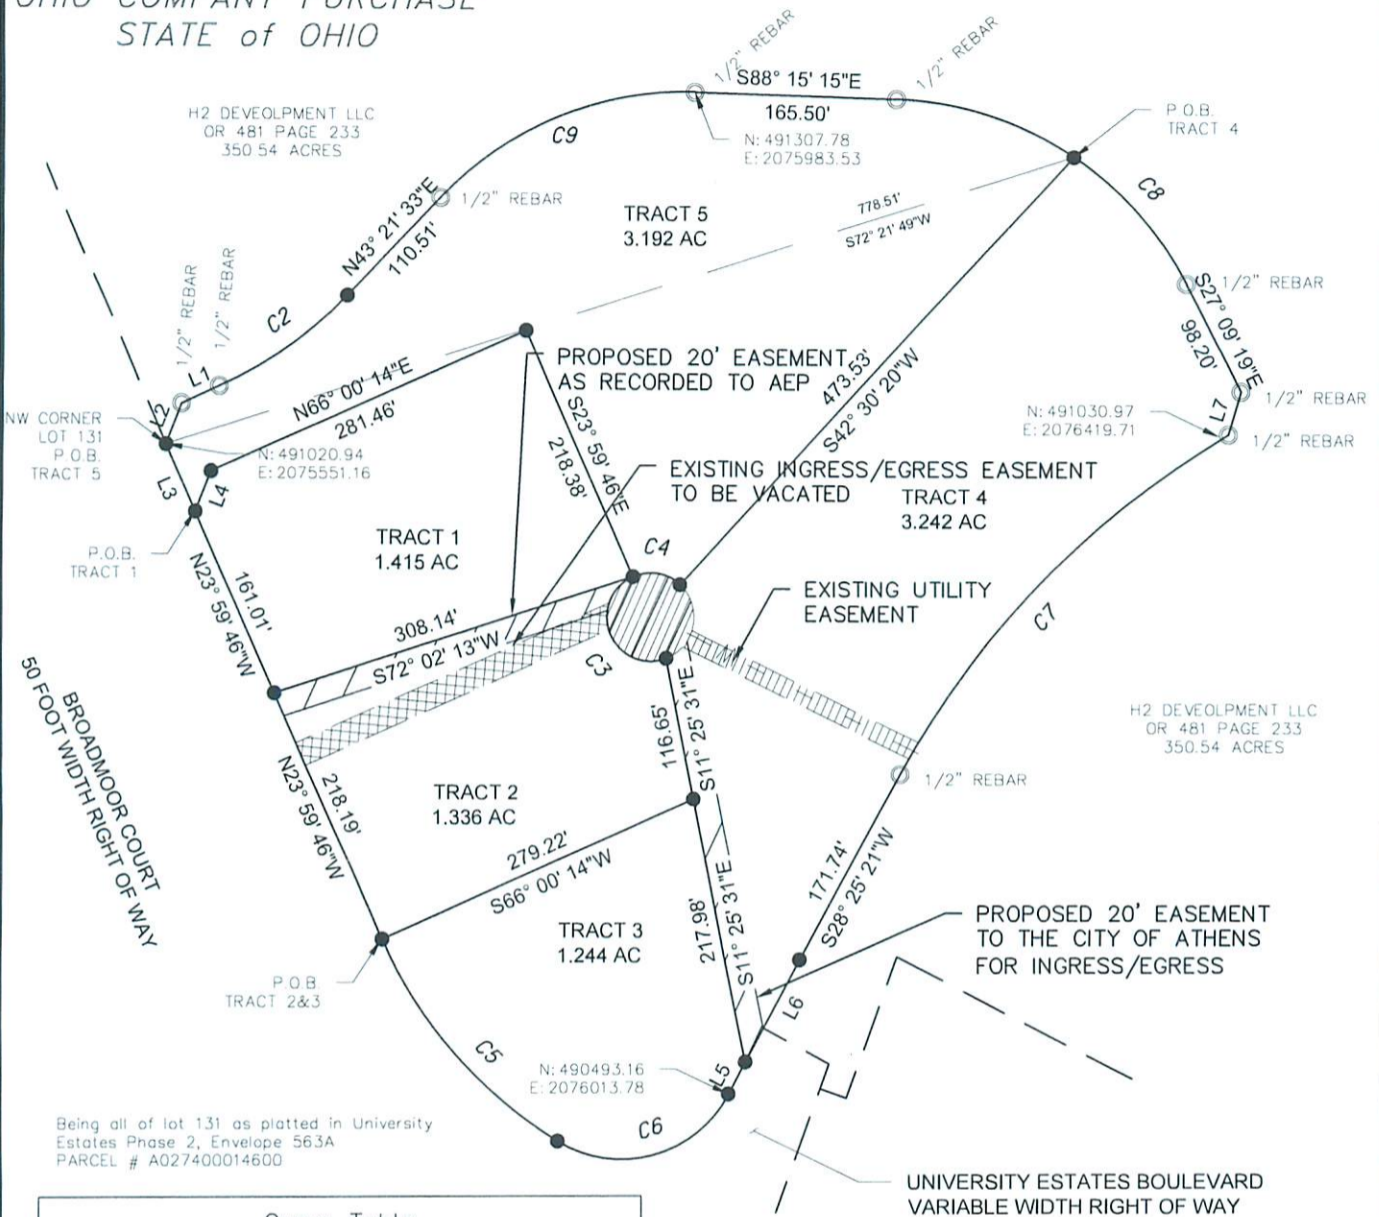 OHIO COMPANY PURCHASE
STATE of OHIO
H2 DEVEOLPMENT LLC
OR 481 PAGE 233
350.54 ACRES
C9
1/2" REBAR
S88° 15' 15"E
165.50'
1/2" REBAR
N: 491307.78
E: 2075983.53
P.O.B.
TRACT 4
C8
N43° 21' 33"E
110.51'
1/2" REBAR
TRACT 5
3.192 AC
778.51'
S72° 21' 49"W
1/2" REBAR
1/2" REBAR
C2
L1
L2
1/2" REBAR
S27° 09' 19"E
98.20'
1/2" REBAR
L7
1/2" REBAR
N: 491030.97
E: 2076419.71
NW CORNER
LOT 131
P.O.B.
TRACT 5
N66° 00' 14"E
281.46'
N: 491020.94
E: 2075551.16
L3
L4
PROPOSED 20' EASEMENT
AS RECORDED TO AEP
S23° 59' 46"E
218.38'
473.53'
S42° 30' 20"W
EXISTING INGRESS/EGRESS EASEMENT
TO BE VACATED
TRACT 4
3.242 AC
TRACT 1
1.415 AC
P.O.B.
TRACT 1
161.01'
N23° 59' 46"W
C4
EXISTING UTILITY
EASEMENT
C7
308.14'
S72° 02' 13"W
C3
BROADMOOR COURT
50 FOOT WIDTH RIGHT OF WAY
218.19'
N23° 59' 46"W
116.65'
S11° 25' 31"E
H2 DEVEOLPMENT LLC
OR 481 PAGE 233
350.54 ACRES
1/2" REBAR
TRACT 2
1.336 AC
279.22'
S66° 00' 14"W
171.74'
S28° 25' 21"W
217.98'
S11° 25' 31"E
TRACT 3
1.244 AC
PROPOSED 20' EASEMENT
TO THE CITY OF ATHENS
FOR INGRESS/EGRESS
P.O.B.
TRACT 2&3
L6
C5
N: 490493.16
E: 2076013.78
L5
C6
Being all of lot 131 as platted in University
Estates Phase 2, Envelope 563A
PARCEL # A027400014600
UNIVERSITY ESTATES BOULEVARD
VARIABLE WIDTH RIGHT OF WAY